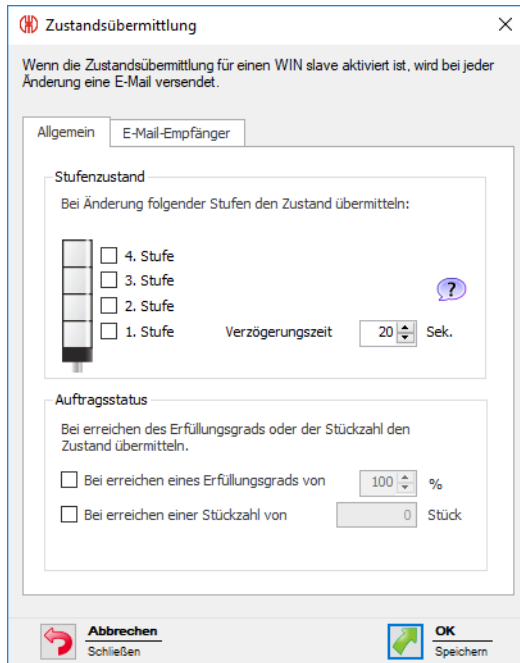 Zustandsübermittlung
Wenn die Zustandsübermittlung für einen WIN slave aktiviert ist, wird bei jeder
Änderung eine E-Mail versendet.
Allgemein E-Mail-Empfänger
Stufenzustand
Bei Änderung folgender Stufen den Zustand übermitteln:
4. Stufe
3. Stufe
?
2. Stufe
1. Stufe Verzögerungszeit 20 Sek.
Auftragsstatus
Bei erreichen des Erfüllungsgrads oder der Stückzahl den
Zustand übermitteln.
Bei erreichen eines Erfüllungsgrads von 100 %
Bei erreichen einer Stückzahl von 0 Stück
Abbrechen OK
Schließen Speichern